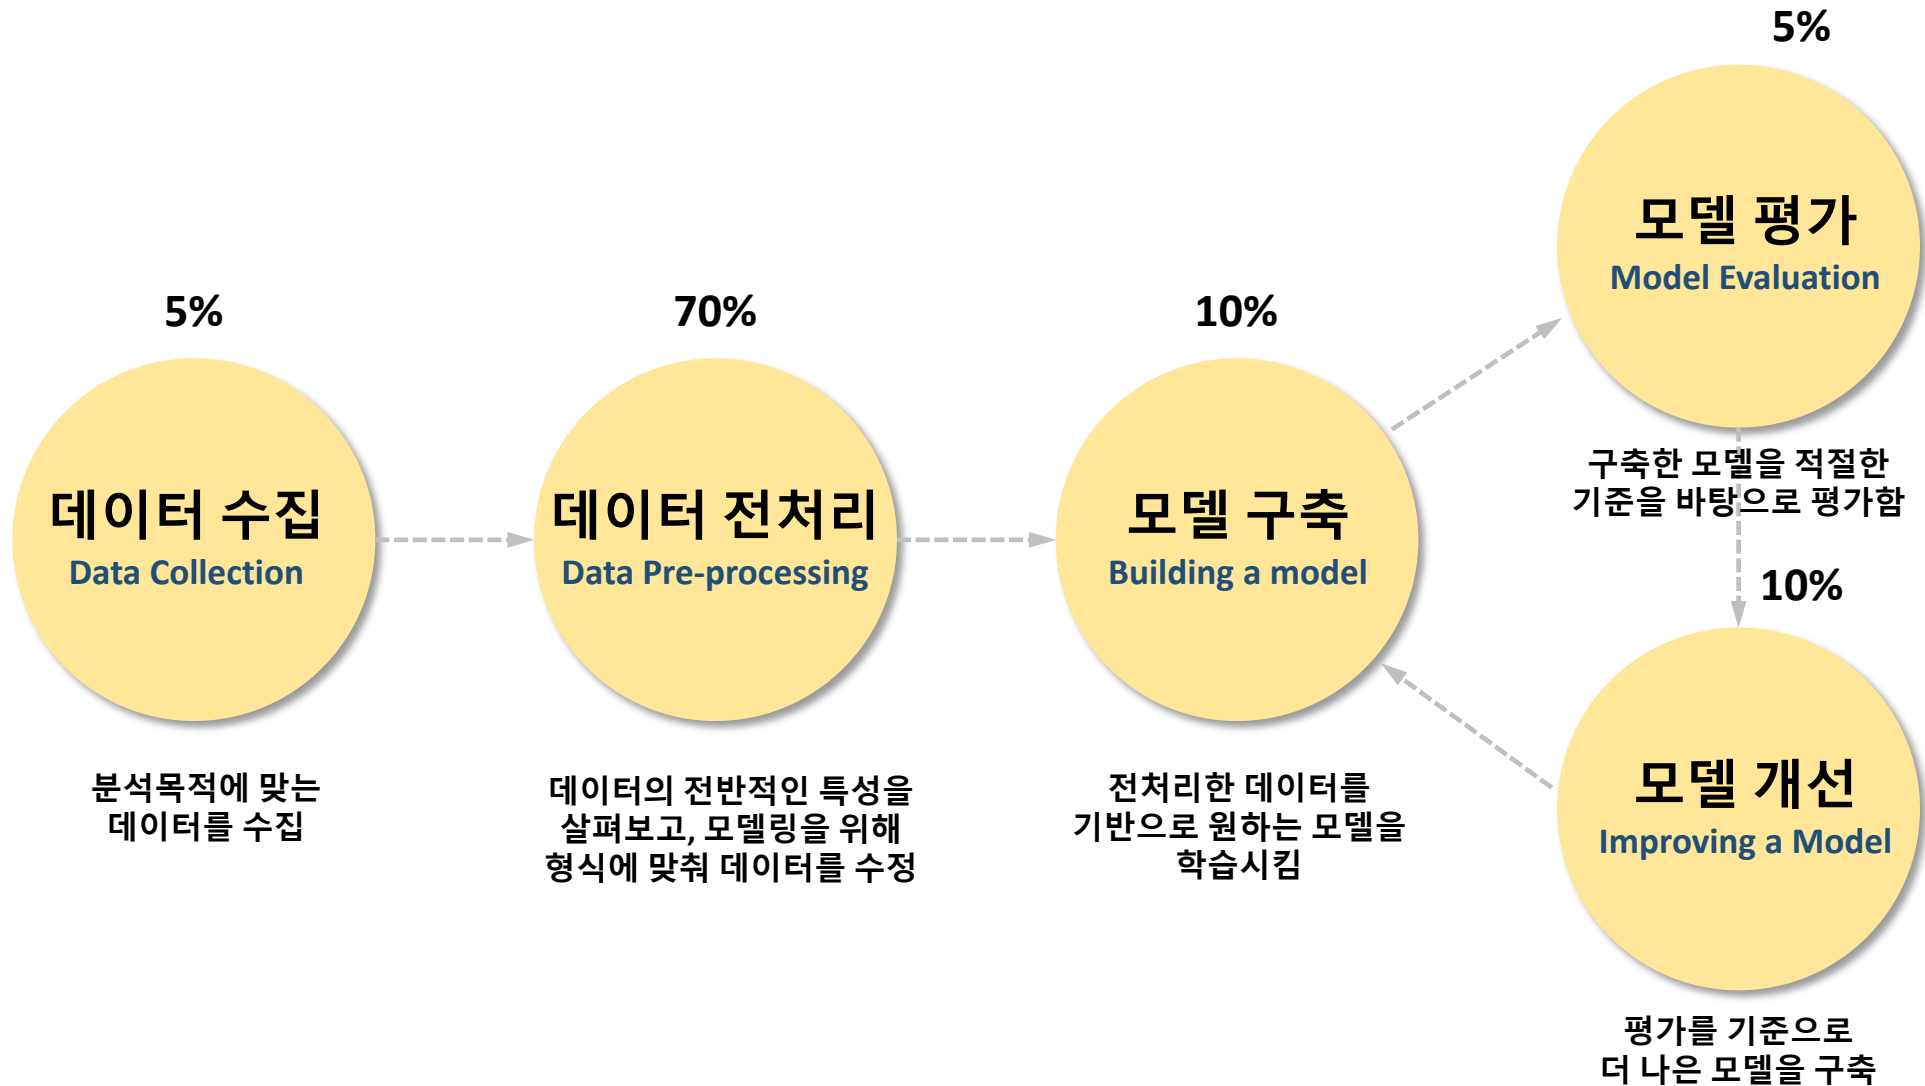 5%
데이터 수집
Data Collection
분석목적에 맞는
데이터를 수집
70%
데이터 전처리
Data Pre-processing
데이터의 전반적인 특성을
살펴보고, 모델링을 위해
형식에 맞춰 데이터를 수정
10%
모델 구축
Building a model
전처리한 데이터를
기반으로 원하는 모델을
학습시킴
5%
모델 평가
Model Evaluation
구축한 모델을 적절한
기준을 바탕으로 평가함
10%
모델 개선
Improving a Model
평가를 기준으로
더 나은 모델을 구축